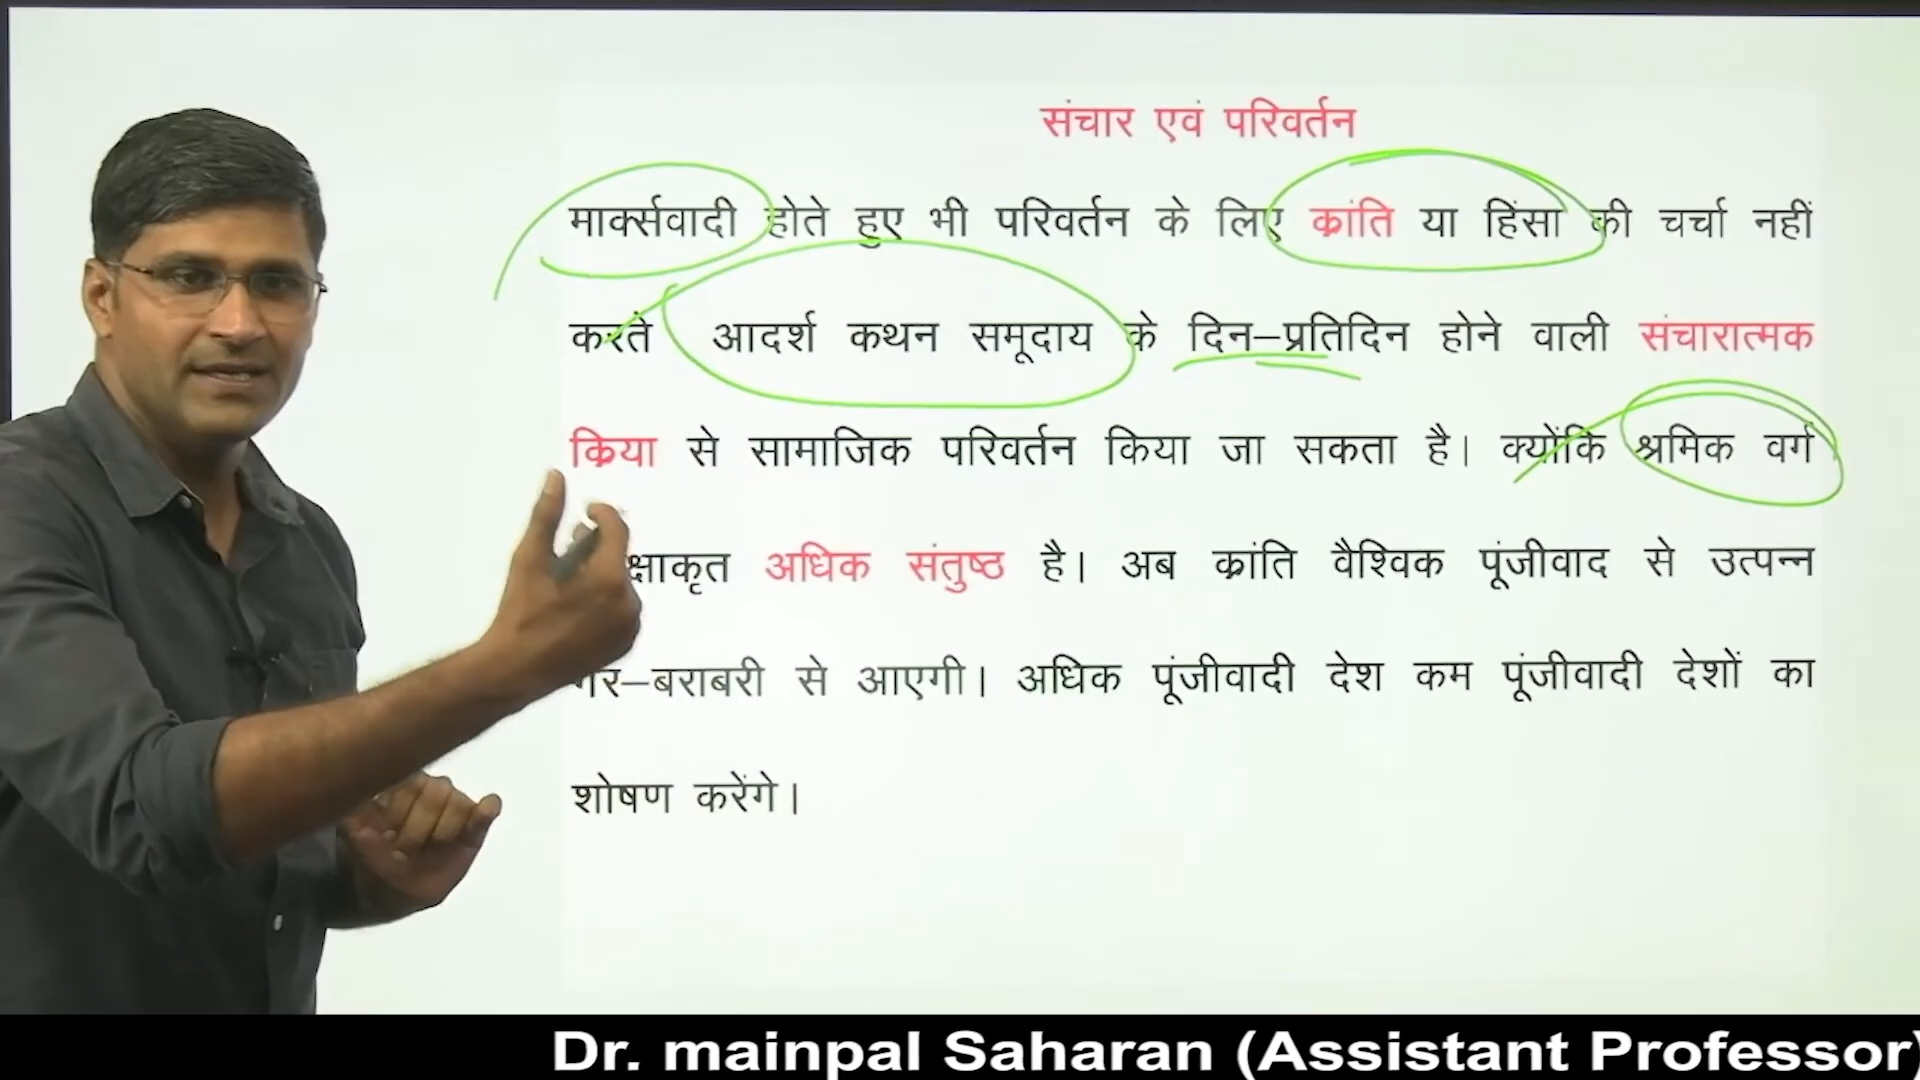 संचार एवं परिवर्तन
मार्क्सवादी होते हुए भी परिवर्तन के लिए क्रांति या हिंसा की चर्चा नहीं
करते आदर्श कथन समूदाय के दिन–प्रतिदिन होने वाली संचारात्मक
क्रिया से सामाजिक परिवर्तन किया जा सकता है। क्योंकि श्रमिक वर्ग
अधिक संतुष्ठ है। अब क्रांति वैश्विक पूंजीवाद से उत्पन्न
गैर–बराबरी से आएगी। अधिक पूंजीवादी देश कम पूंजीवादी देशों का
शोषण करेंगे।
Dr. mainpal Saharan (Assistant Professor)